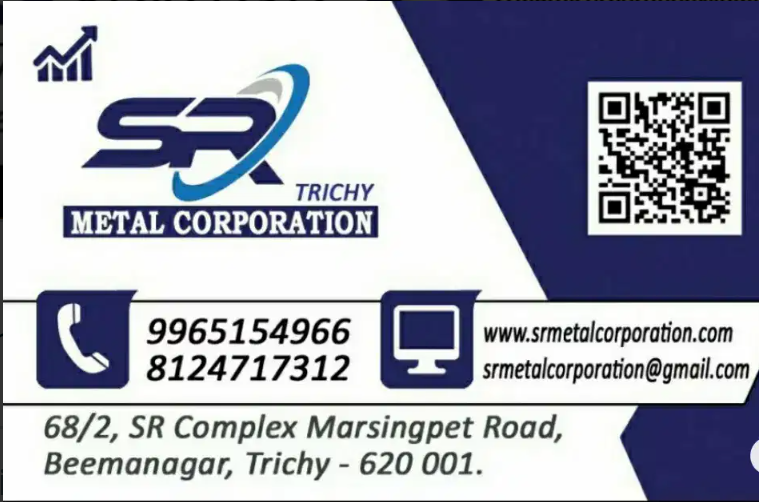 SR
TRICHY
METAL CORPORATION
9965154966
8124717312
www.srmetalcorporation.com
srmetalcorporation@gmail.com
68/2, SR Complex Marsingpet Road,
Beemanagar, Trichy - 620 001.